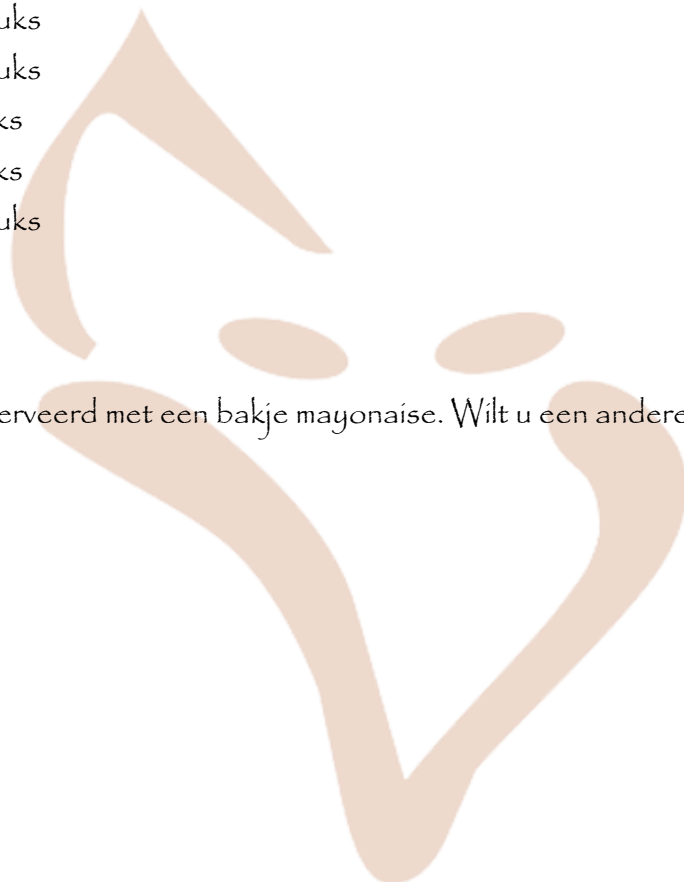 uks
uks
ks
ks
uks
erveerd met een bakje mayonaise. Wilt u een andere